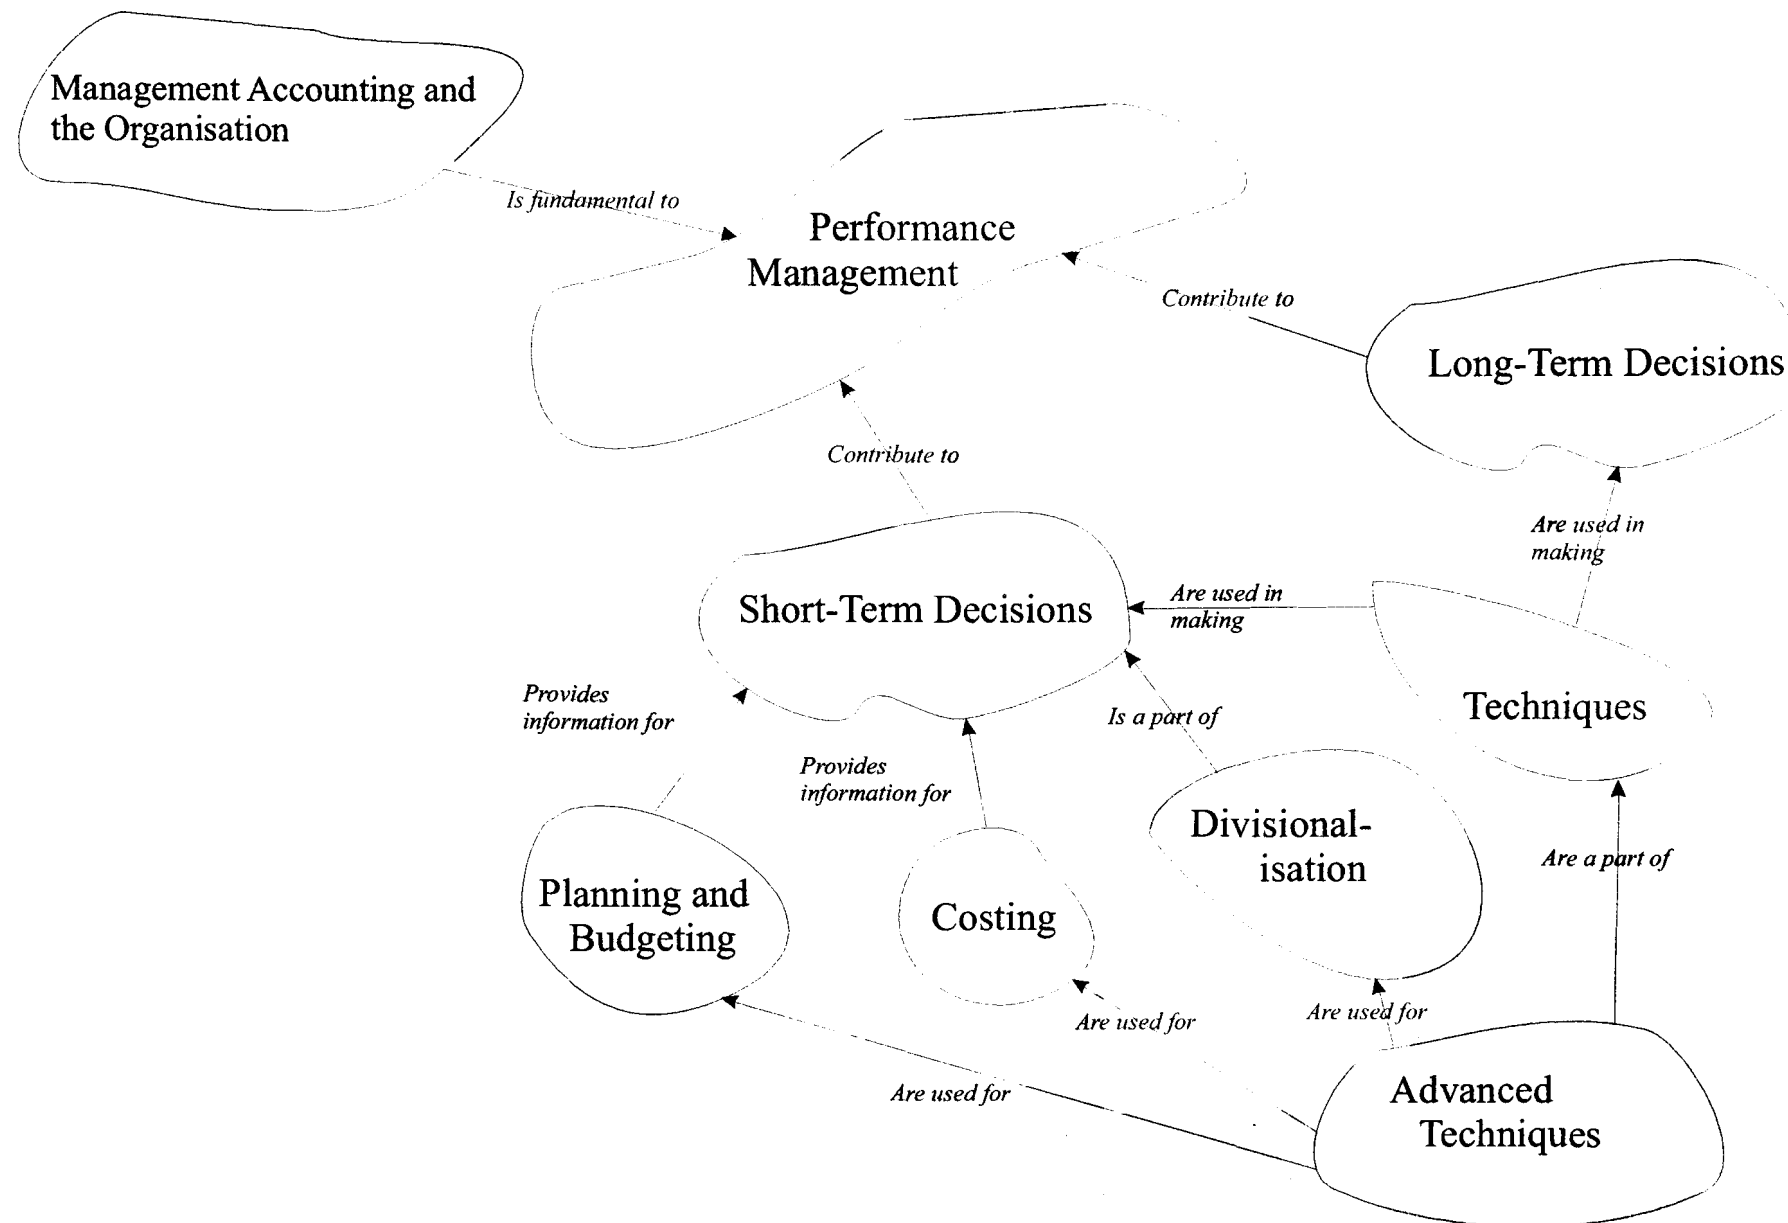 Management Accounting and
the Organisation
Is fundamental to
Performance
Management
Contribute to
Long-Term Decisions
Contribute to
Are used in
making
Short-Term Decisions
Are used in
making
Techniques
Provides
information for
Is a part of
Provides
information for
Divisional-
isation
Are a part of
Planning and
Budgeting
Costing
Are used for
Are used for
Are used for
Advanced
Techniques